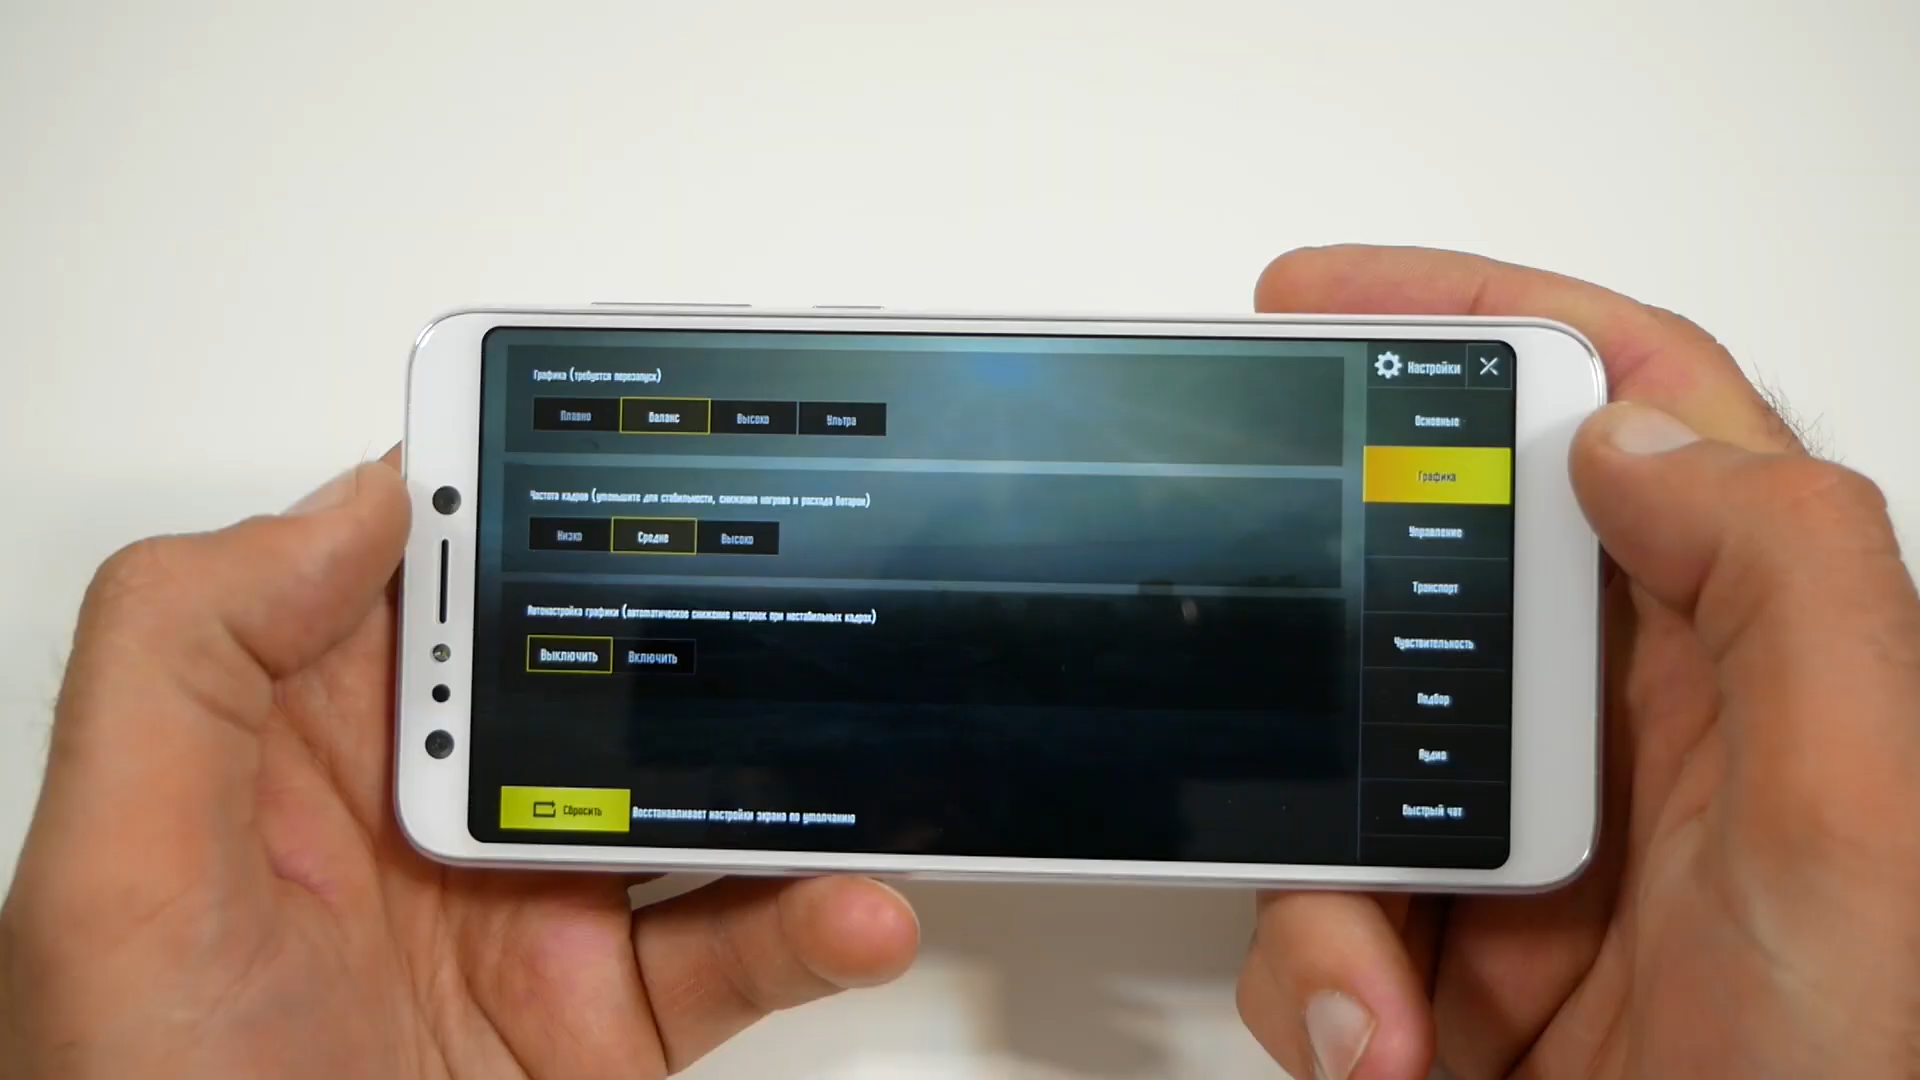 Графика (требуется перезапуск)
Плавно Баланс Высоко Ультра
Частота кадров (уменьшите для стабильности, снижения нагрева и расхода батареи)
Низко Средне Высоко
Автонастройка графики (автоматическое снижение настроек при нестабильных кадрах)
Выключить Включить
Сбросить Восстанавливает настройки экрана по умолчанию
Настройки
Основные
Графика
Управление
Транспорт
Чувствительность
Подбор
Аудио
Быстрый чат